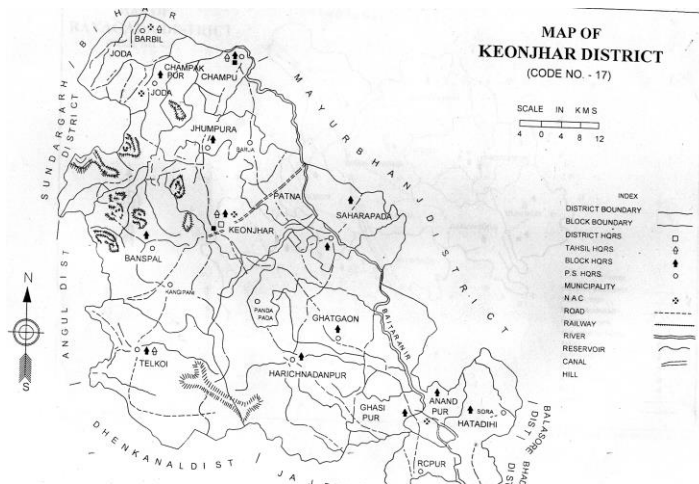 MAP OF
KEONJHAR DISTRICT
(CODE NO. - 17)
SCALE IN KMS
4 0 4 8 12
INDEX
DISTRICT BOUNDARY
BLOCK BOUNDARY
DISTRICT HQRS
TAHSIL HQRS
BLOCK HQRS
P.S HQRS.
MUNICIPALITY
N.A.C
ROAD
RAILWAY
RIVER
RESERVOIR
CANAL
HILL
BIHAR
BARBIL
JODA
CHAMPAK
PUR
CHAMPU
JODA
MAYURBHANJ DISTRICT
SUNDARGARH
DISTRICT
JHUMPURA
BARJA
PATNA
SAHARAPADA
KEONJHAR
BANSPAL
N
KANGIPANI
ANGUL DIST
PANDA
PADA
GHATGAON
BAITARANI R
S
TELKOI
HARICHNADANPUR
ANAND
PUR
GHASI
PUR
SORA
HATADIHI
BALASORE
DIST
RCPUR
DHENKANAL DIST